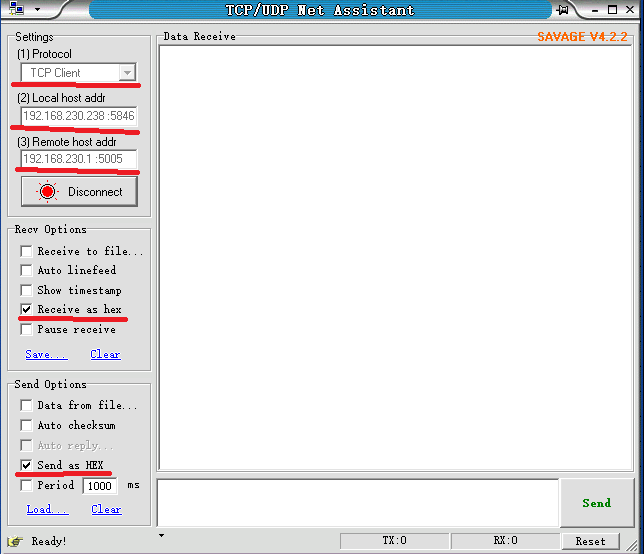 TCP/UDP Net Assistant
Settings
(1) Protocol
TCP Client
(2) Local host addr
192.168.230.238 :5846
(3) Remote host addr
192.168.230.1 :5005
Disconnect
Recv Options
Receive to file...
Auto linefeed
Show timestamp
Receive as hex
Pause receive
Save... Clear
Send Options
Data from file...
Auto checksum
Auto reply...
Send as HEX
Period 1000 ms
Load... Clear
Data Receive SAVAGE V4.2.2
Send
Ready! TX:0 RX:0 Reset